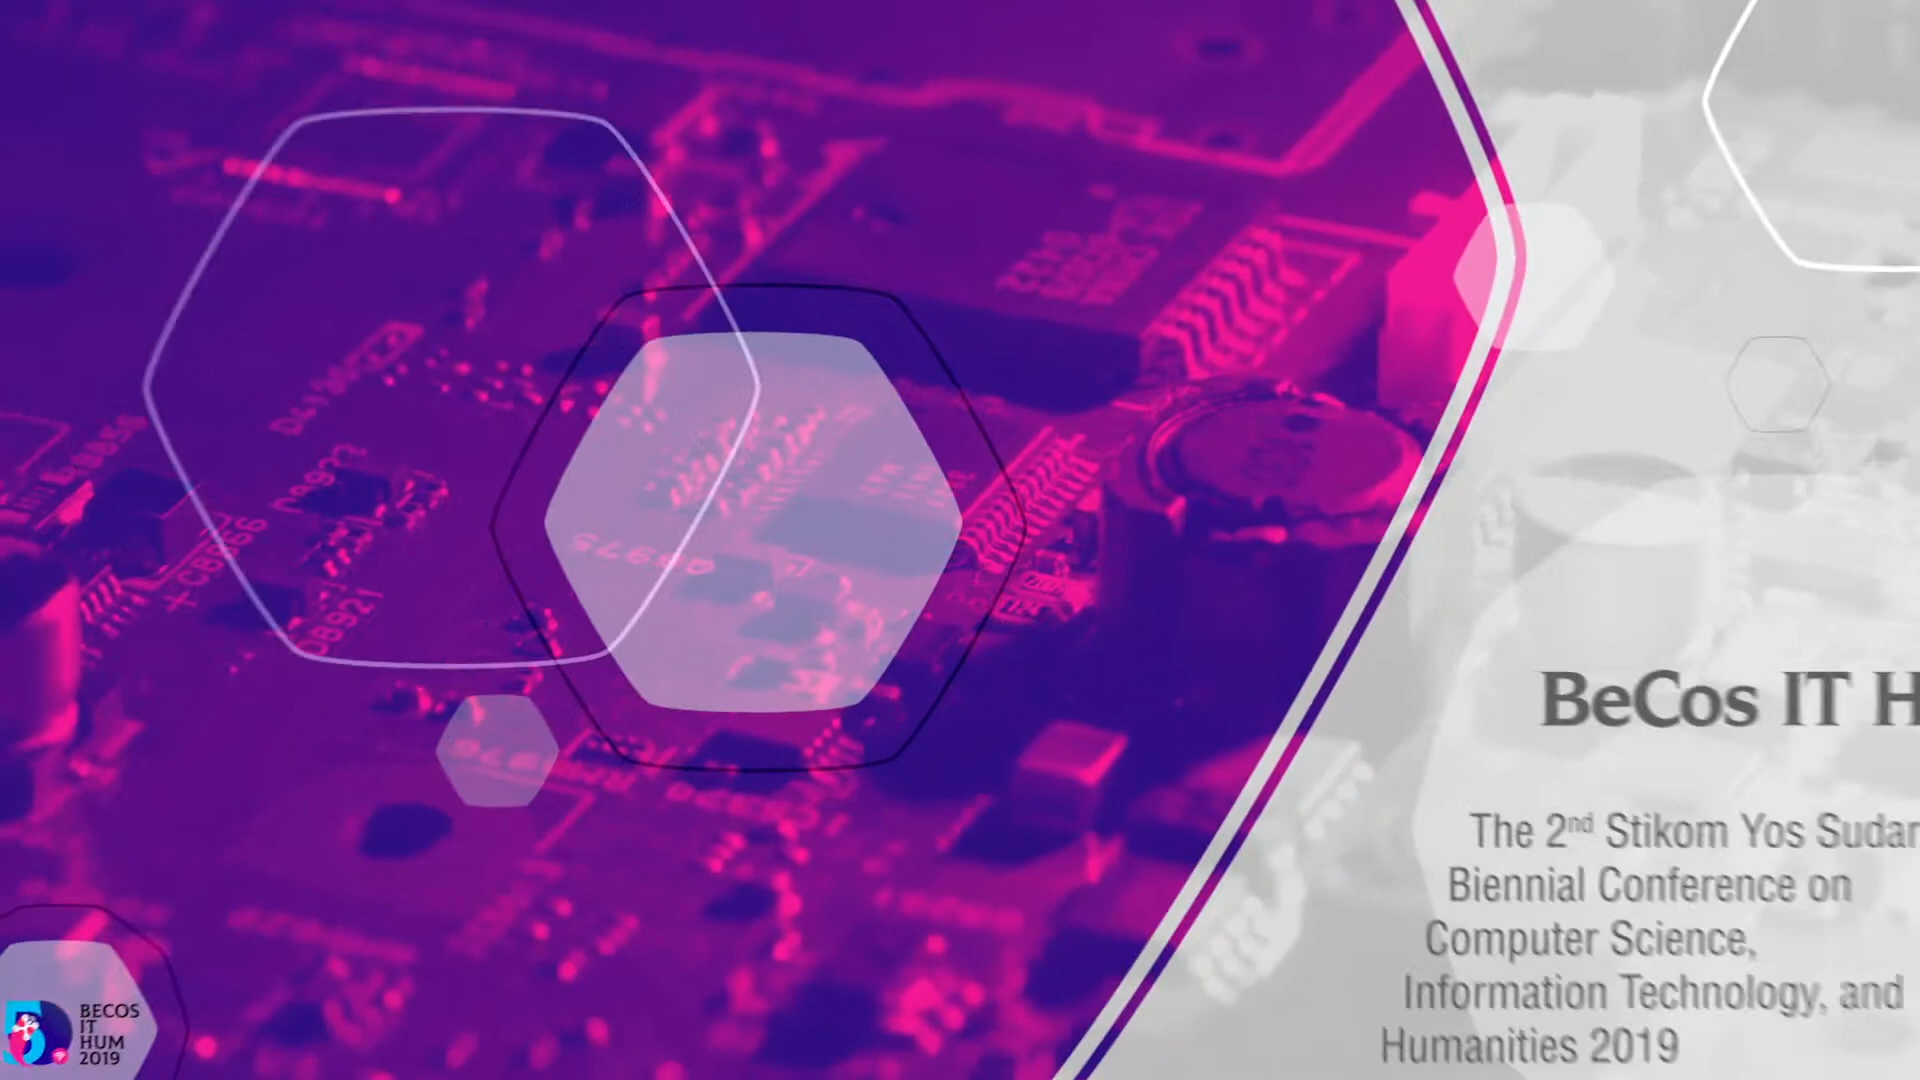 BeCos IT H
The 2nd Stikom Yos Sudar
Biennial Conference on
Computer Science,
Information Technology, and
Humanities 2019
BECOS
IT
HUM
2019